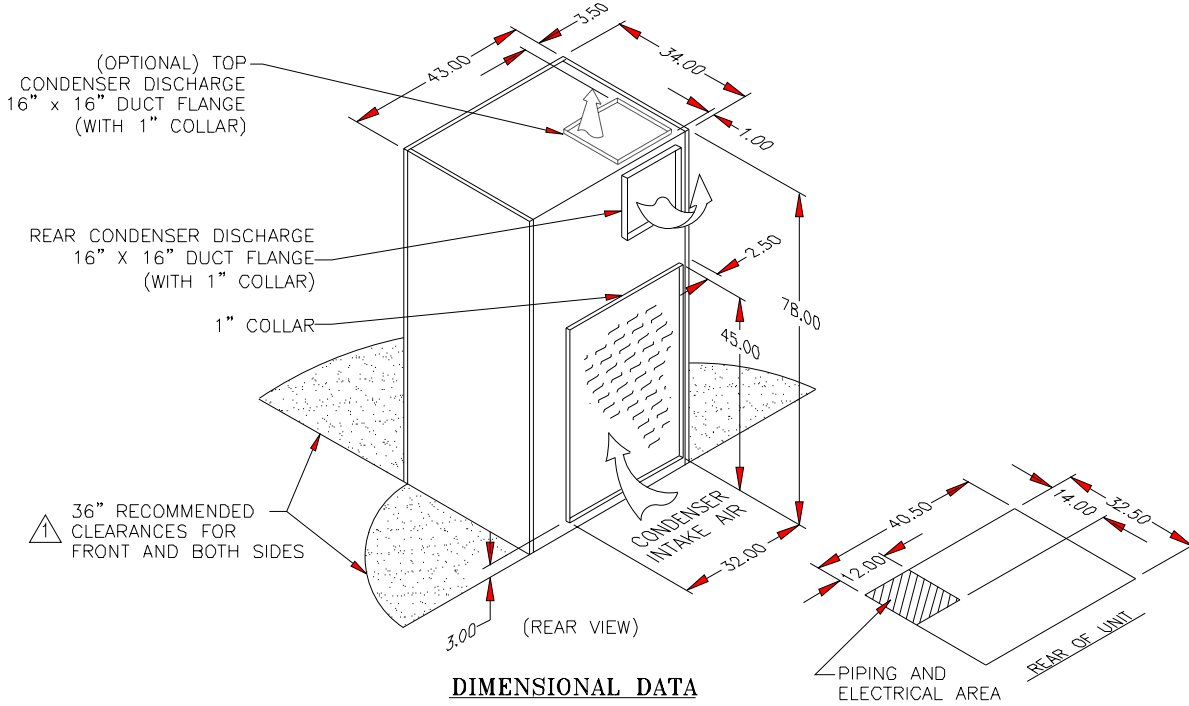 3.50
43.00
34.00
1.00
(OPTIONAL) TOP
CONDENSER DISCHARGE
16” x 16” DUCT FLANGE
(WITH 1” COLLAR)
REAR CONDENSER DISCHARGE
16” X 16” DUCT FLANGE
(WITH 1” COLLAR)
1” COLLAR
2.50
78.00
45.00
1
36” RECOMMENDED
CLEARANCES FOR
FRONT AND BOTH SIDES
CONDENSER
INTAKE AIR
32.00
3.00
(REAR VIEW)
40.50
14.00
32.50
12.00
REAR OF UNIT
PIPING AND
ELECTRICAL AREA
DIMENSIONAL DATA